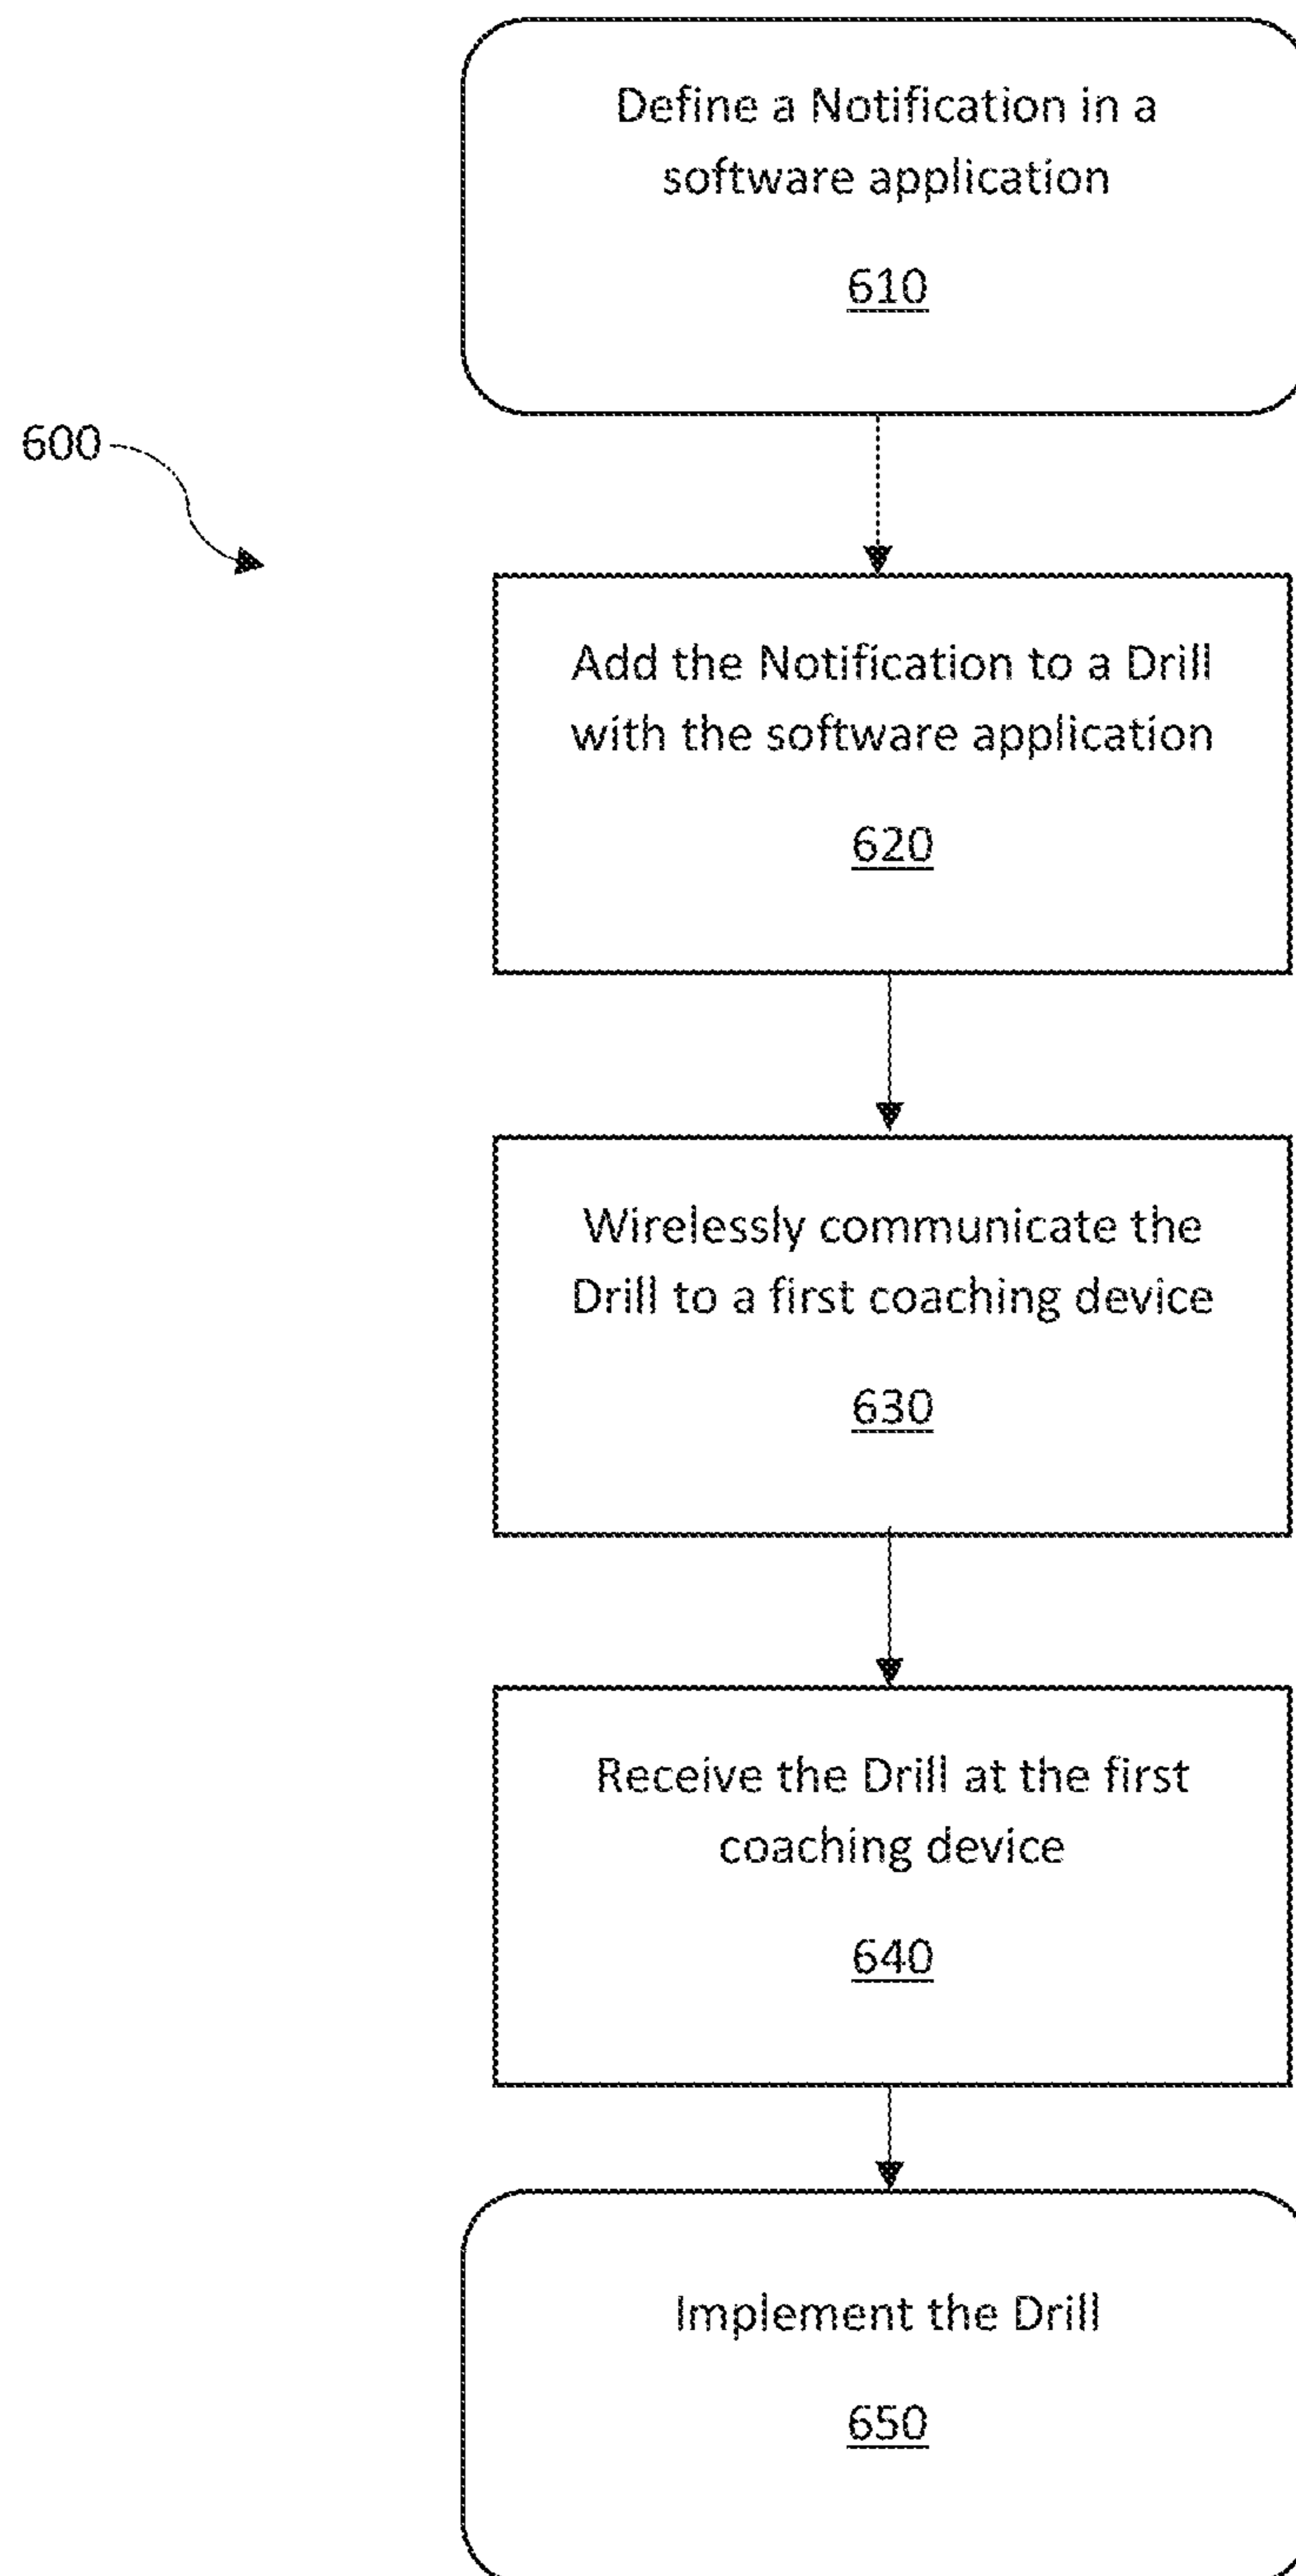 Define a Notification in a
software application
610
600
Add the Notification to a Drill
with the software application
620
Wirelessly communicate the
Drill to a first coaching device
630
Receive the Drill at the first
coaching device
640
Implement the Drill
650